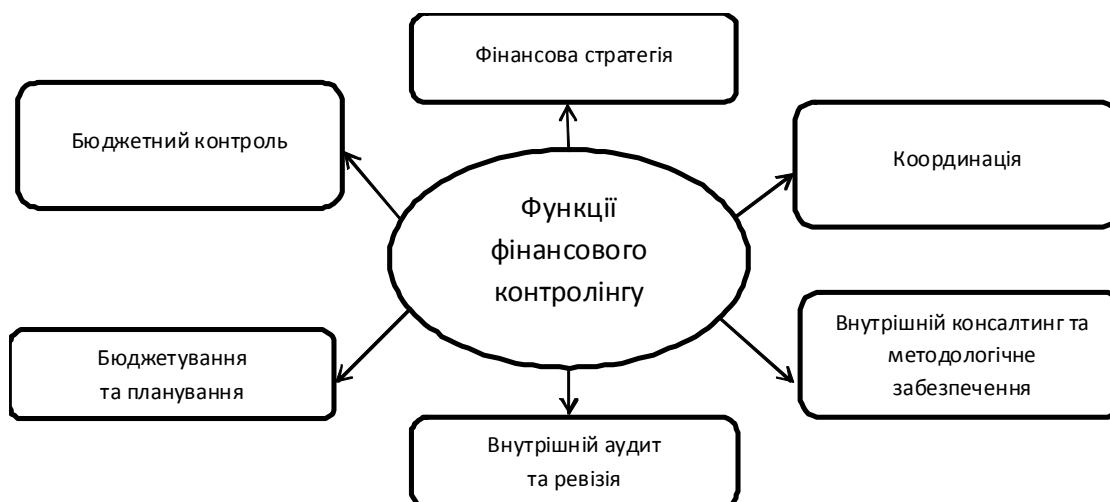 Фінансова стратегія
Бюджетний контроль
Координація
Функції
фінансового
контролінгу
Внутрішній консалтинг та
методологічне
забезпечення
Бюджетування
та планування
Внутрішній аудит
та ревізія